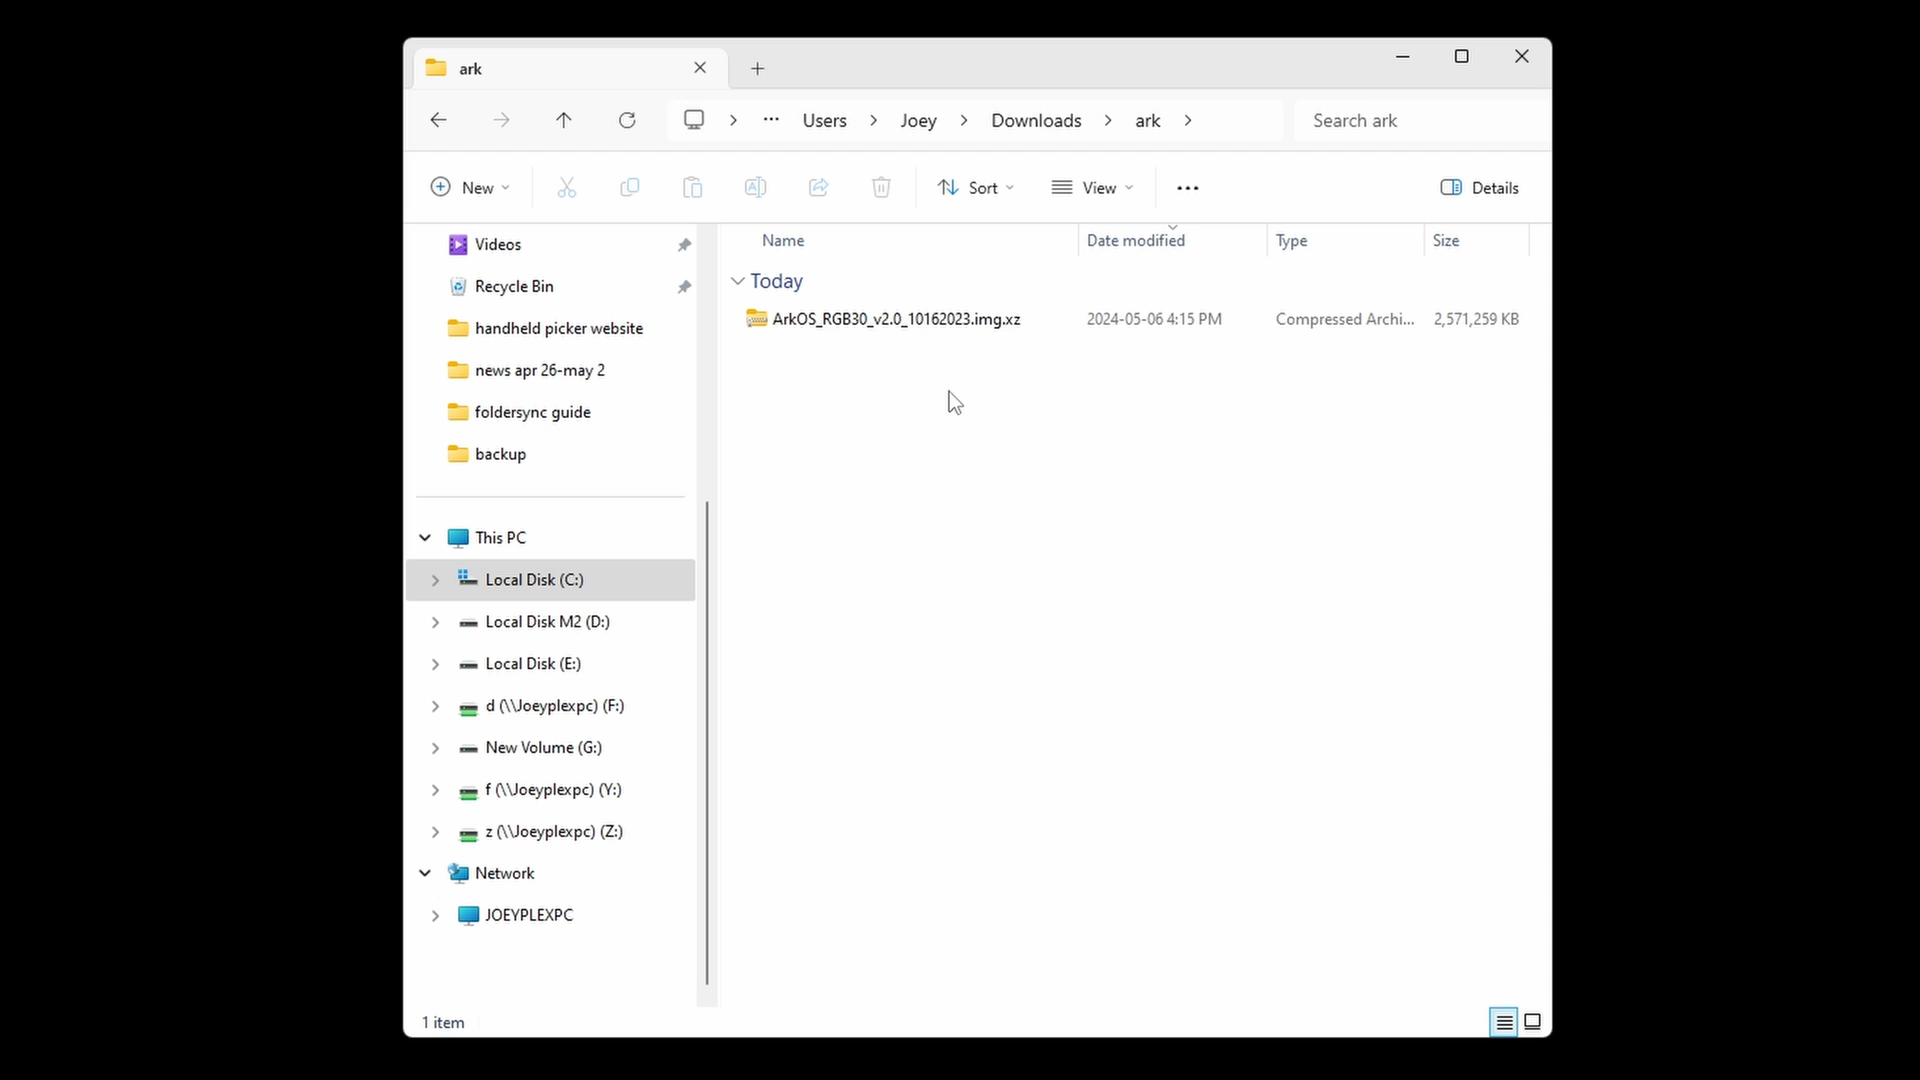 ark
Users Joey Downloads ark
Search ark
New
Sort
View
Details
Videos
Recycle Bin
handheld picker website
news apr 26-may 2
foldersync guide
backup
This PC
Local Disk (C:)
Local Disk M2 (D:)
Local Disk (E:)
d (\\Joeyplexpc) (F:)
New Volume (G:)
f (\\Joeyplexpc) (Y:)
z (\\Joeyplexpc) (Z:)
Network
JOEYPLEXPC
Name Date modified Type Size
Today
ArkOS_RGB30_v2.0_10162023.img.xz 2024-05-06 4:15 PM Compressed Archi... 2,571,259 KB
1 item